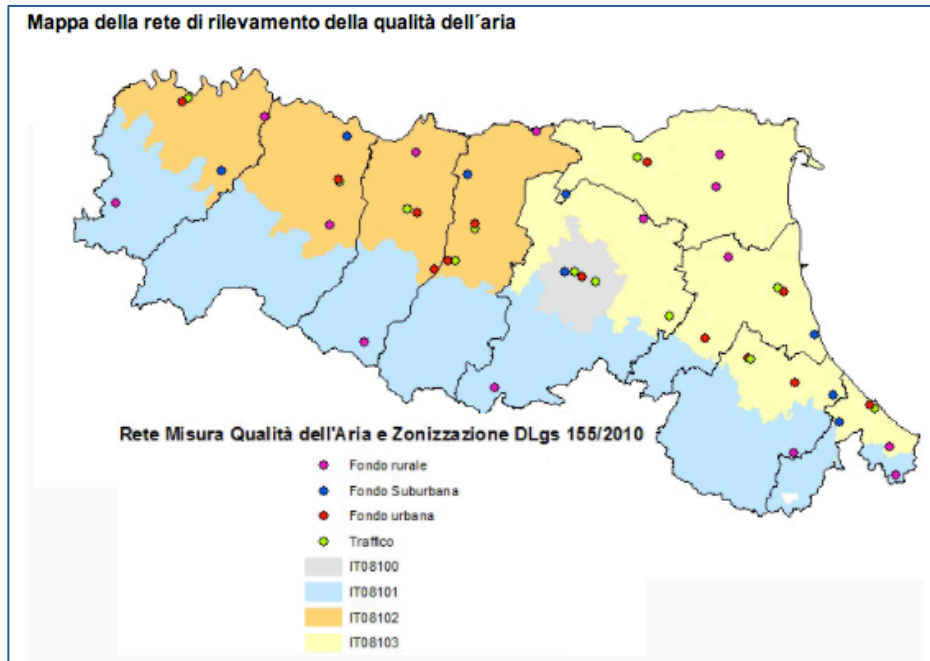 Mappa della rete di rilevamento della qualità dell´aria
Rete Misura Qualità dell'Aria e Zonizzazione DLgs 155/2010
Fondo rurale
Fondo Suburbana
Fondo urbana
Traffico
IT08100
IT08101
IT08102
IT08103